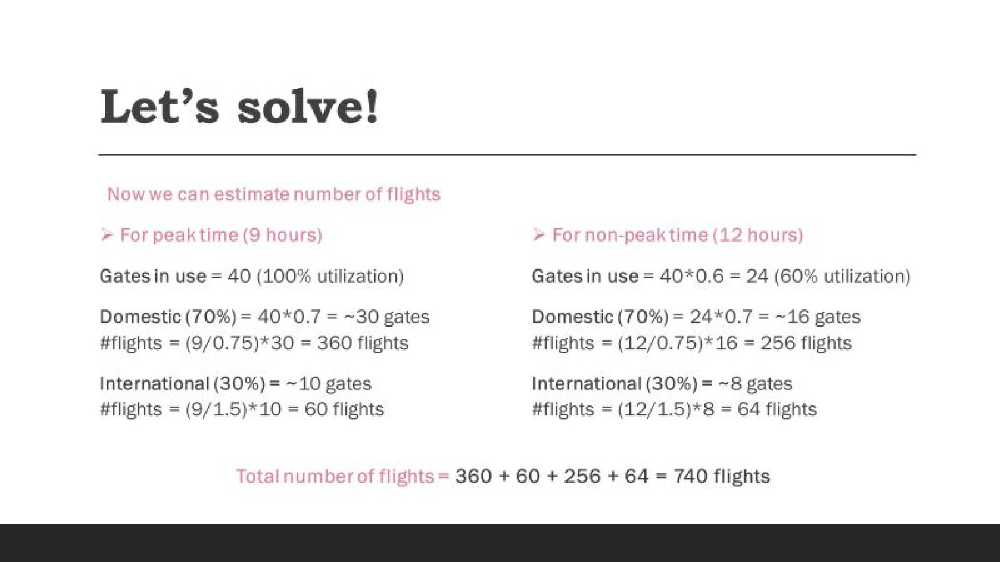 Let's solve!
Now we can estimate number of flights
➢ For peak time (9 hours)
Gates in use = 40 (100% utilization)
Domestic (70%) = 40*0.7 = ~30 gates
#flights = (9/0.75)*30 = 360 flights
International (30%) = ~10 gates
#flights = (9/1.5)*10 = 60 flights
➢ For non-peak time (12 hours)
Gates in use = 40*0.6 = 24 (60% utilization)
Domestic (70%) = 24*0.7 = ~16 gates
#flights = (12/0.75)*16 = 256 flights
International (30%) = ~8 gates
#flights = (12/1.5)*8 = 64 flights
Total number of flights = 360 + 60 + 256 + 64 = 740 flights